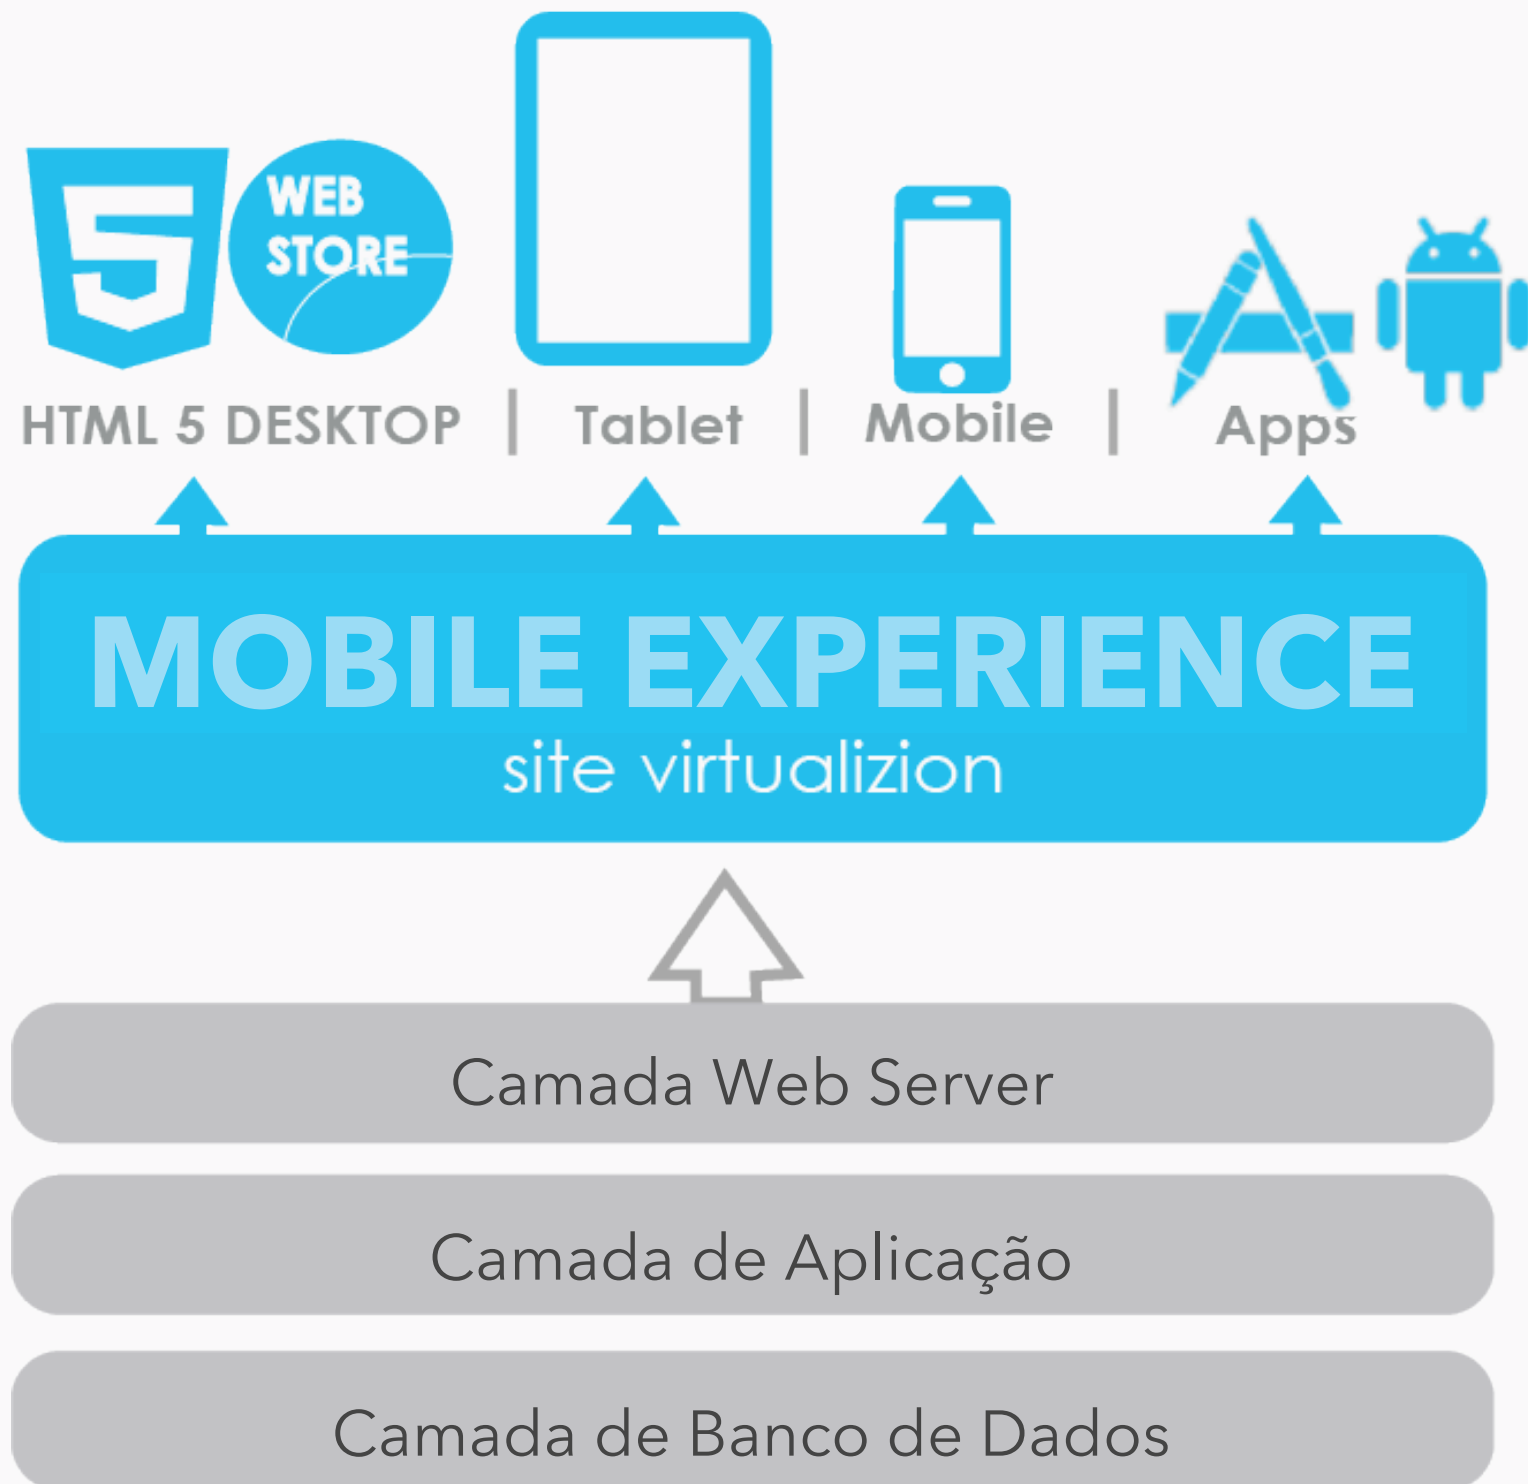 WEB
STORE
HTML 5 DESKTOP | Tablet | Mobile | Apps
MOBILE EXPERIENCE
site virtualizion
Camada Web Server
Camada de Aplicação
Camada de Banco de Dados